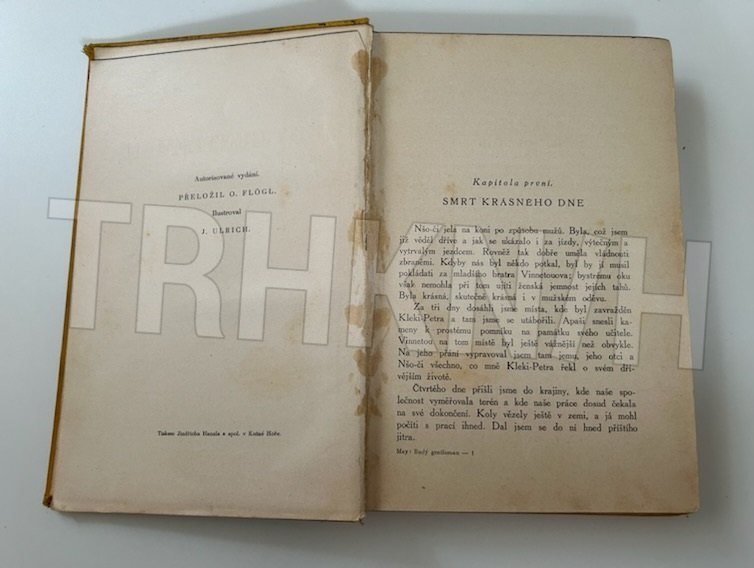 Autorisované vydání.
PŘELOŽIL O. FLÖGL.
Ilustroval
J. ULRICH.
Tiskem Jindřicha Hanzla a spol. v Kutné Hoře.
Kapitola první.
SMRT KRÁSNÉHO DNE
Nšo-či jela na koni po způsobu mužů. Byla, což jsem
již věděl dříve a jak se ukázalo i za jízdy, výtečným a
vytrvalým jezdcem. Rovněž tak dobře uměla vládnouti
zbraněmi. Kdyby nás byl někdo potkal, byl by ji musil
pokládati za mladšího bratra Vinnetouova; bystrému oku
však nemohla při tom ujíti ženská jemnost jejích tahů.
Byla krásná, skutečně krásná i v mužském oděvu.
Za tři dny dosáhli jsme místa, kde byl zavražděn
Kleki-Petra a tam jsme se utábořili. Apači snesli ka-
meny k prostému pomníku na památku svého učitele.
Vinnetou na tom místě byl ještě vážnější než obvykle.
Na jeho přání vypravoval jsem tam jemu, jeho otci a
Nšo-či všechno, co mně Kleki-Petra řekl o svém dří-
vějším životě.
Čtvrtého dne přišli jsme do krajiny, kde naše spo-
lečnost vyměřovala terén a kde naše práce dosud čekala
na své dokončení. Koly vězely ještě v zemi, a já mohl
počíti s prací ihned. Dal jsem se do ní hned příštího
jitra.
May: Rudý gentleman — 1
TRHKNIH